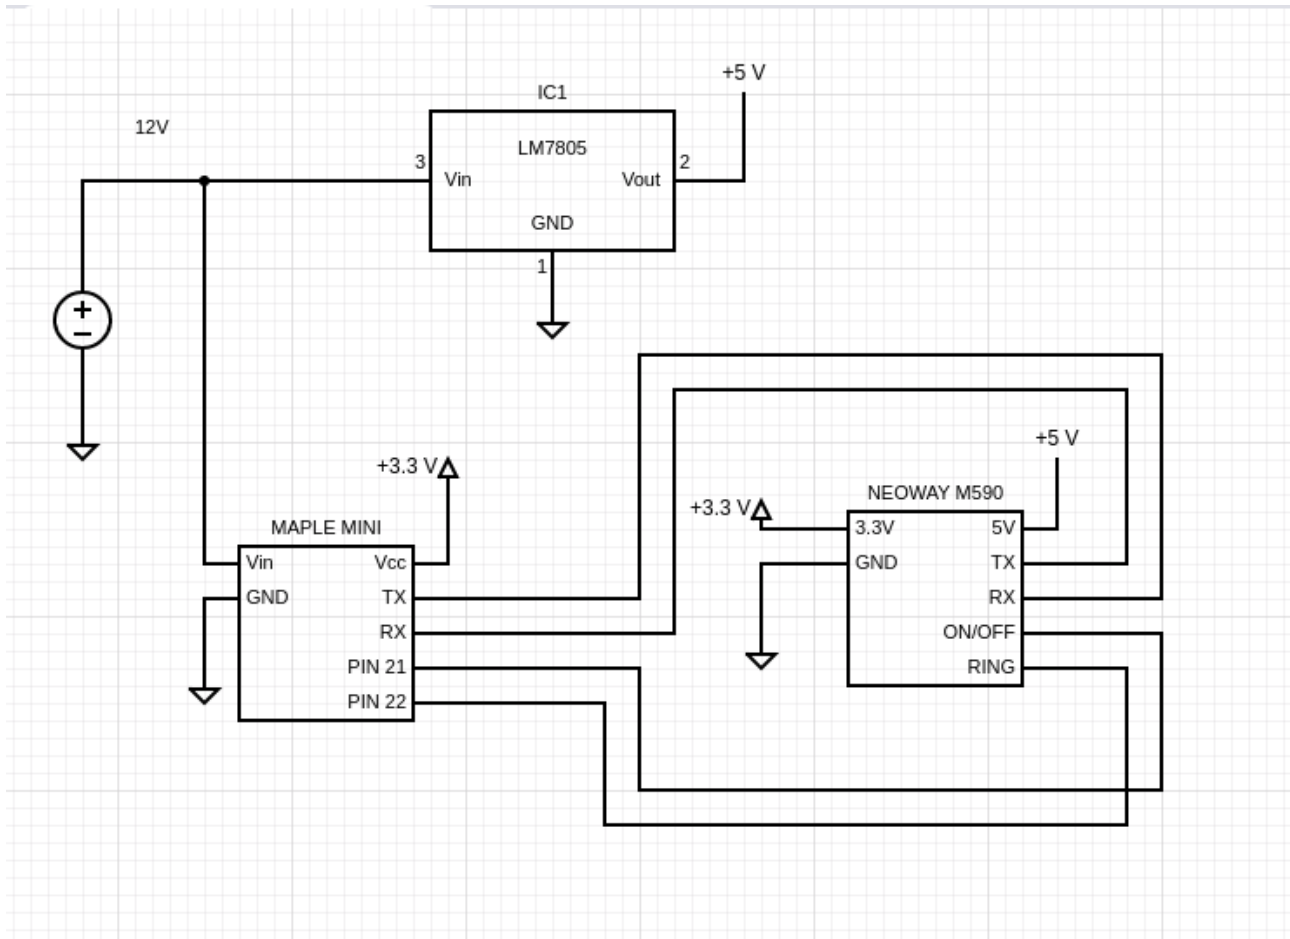 +5 V
IC1
12V
LM7805
3
2
Vin
Vout
GND
1
+
−
+5 V
+3.3 V
NEOWAY M590
+3.3 V
MAPLE MINI
3.3V
5V
Vin
Vcc
GND
TX
GND
TX
RX
RX
ON/OFF
PIN 21
RING
PIN 22